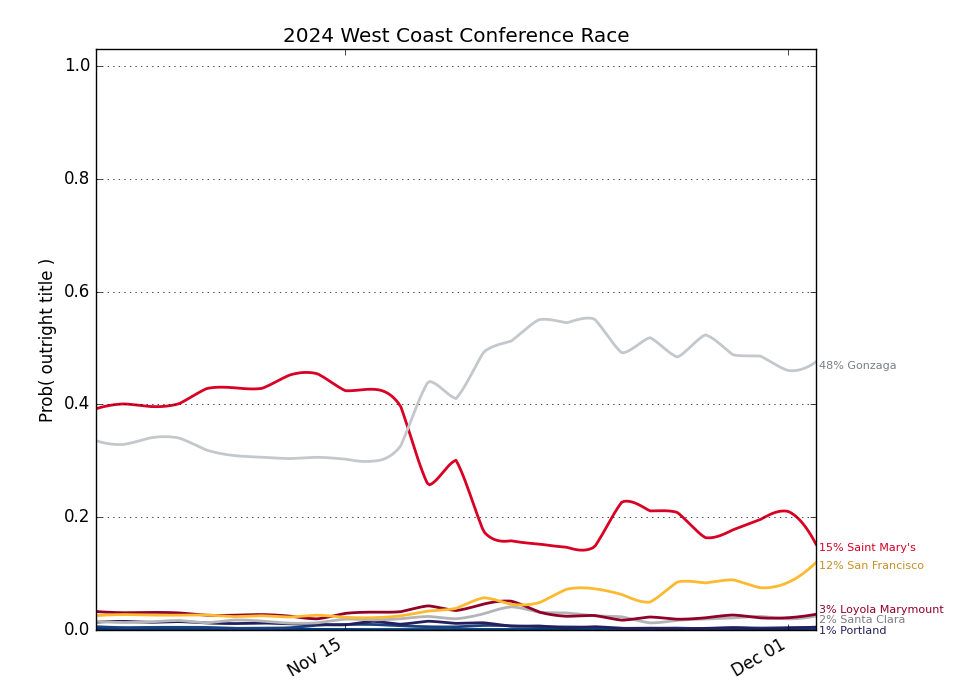 2024 West Coast Conference Race
Prob( outright title )
1.0
0.8
0.6
0.4
0.2
0.0
Nov 15
Dec 01
48% Gonzaga
15% Saint Mary's
12% San Francisco
3% Loyola Marymount
2% Santa Clara
1% Portland